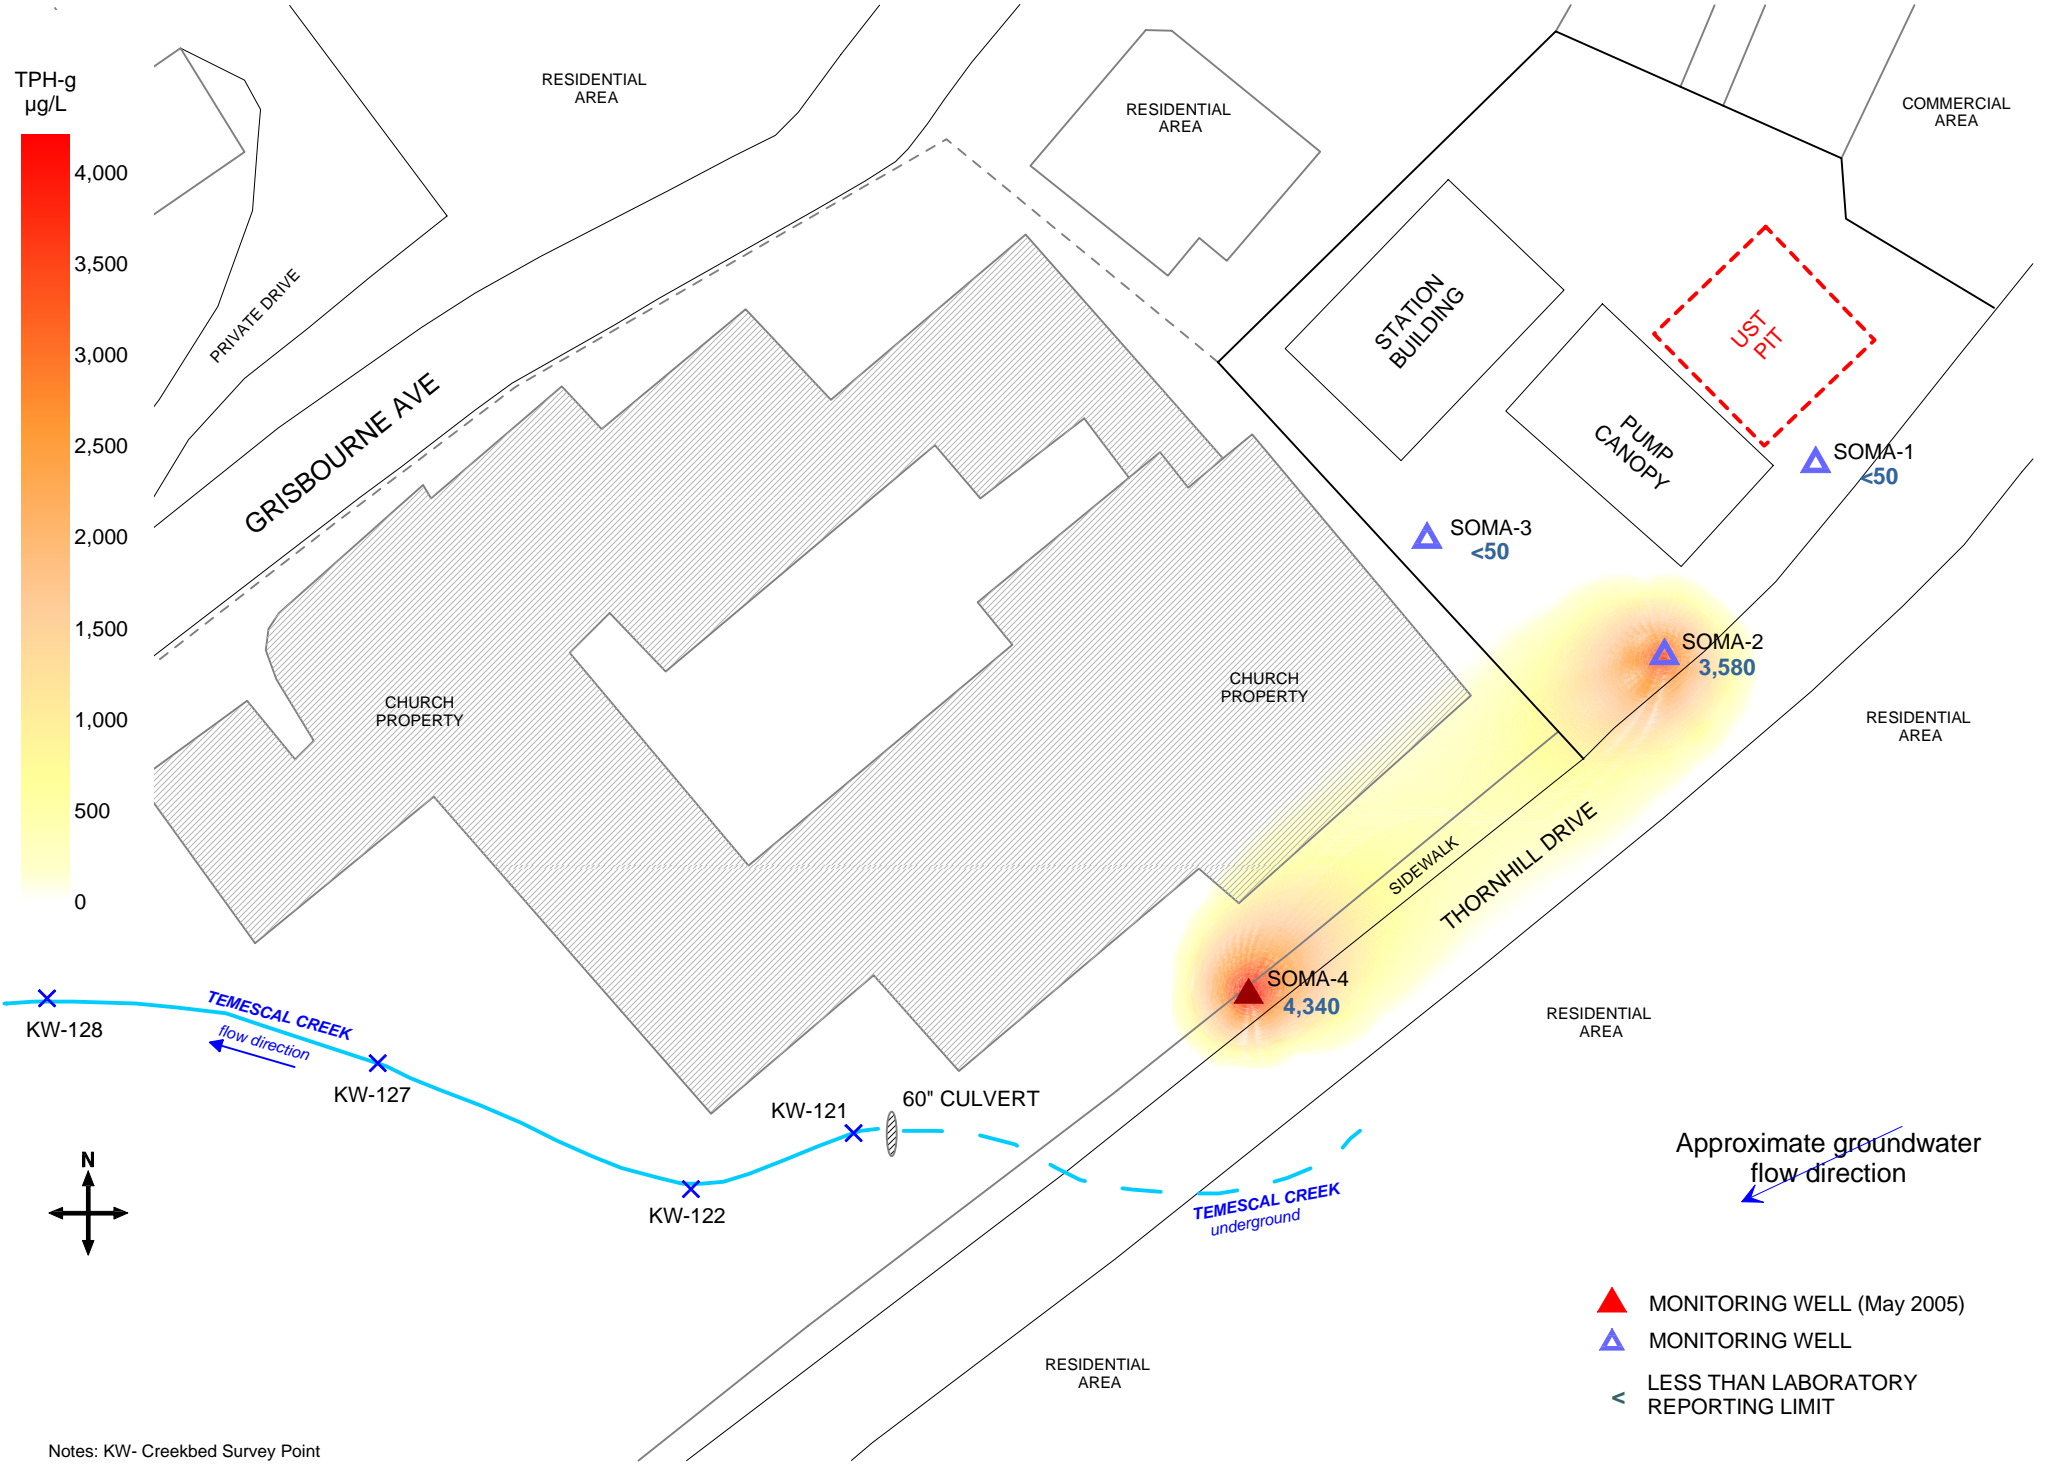 TPH-g
µg/L
4,000
3,500
3,000
2,500
2,000
1,500
1,000
500
0
RESIDENTIAL
AREA
RESIDENTIAL
AREA
COMMERCIAL
AREA
PRIVATE DRIVE
GRISBOURNE AVE
STATION
BUILDING
UST
PIT
PUMP
CANOPY
SOMA-1
<50
SOMA-3
<50
SOMA-2
3,580
CHURCH
PROPERTY
CHURCH
PROPERTY
RESIDENTIAL
AREA
SIDEWALK
THORNHILL DRIVE
SOMA-4
4,340
RESIDENTIAL
AREA
TEMESCAL CREEK
flow direction
KW-128
KW-127
KW-121
60" CULVERT
KW-122
TEMESCAL CREEK
underground
Approximate groundwater
flow direction
N
RESIDENTIAL
AREA
MONITORING WELL (May 2005)
MONITORING WELL
< LESS THAN LABORATORY
REPORTING LIMIT
Notes: KW- Creekbed Survey Point